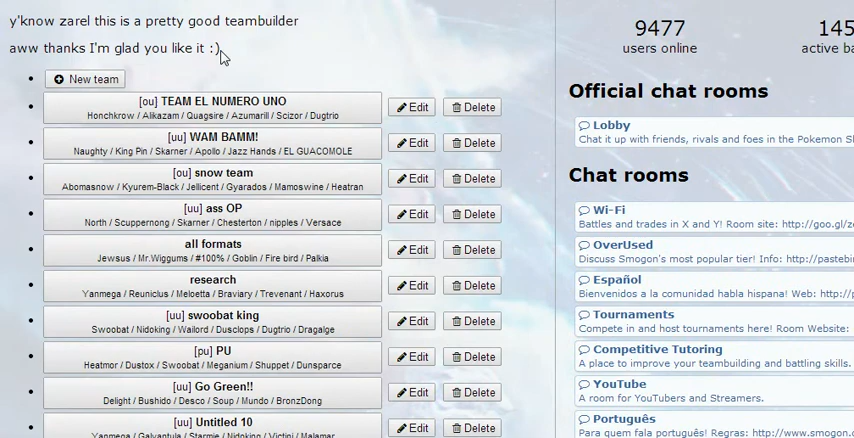 y'know zarel this is a pretty good teambuilder
aww thanks I'm glad you like it :)
New team
[ou] TEAM EL NUMERO UNO
Honchkrow / Alikazam / Quagsire / Azumarill / Scizor / Dugtrio
Edit Delete
[uu] WAM BAMM!
Naughty / King Pin / Skarner / Apollo / Jazz Hands / EL GUACOMOLE
Edit Delete
[ou] snow team
Abomasnow / Kyurem-Black / Jellicent / Gyarados / Mamoswine / Heatran
Edit Delete
[uu] ass OP
North / Scuppernong / Skarner / Chesterton / nipples / Versace
Edit Delete
all formats
Jewsus / Mr.Wiggums / #100% / Goblin / Fire bird / Palkia
Edit Delete
research
Yanmega / Reuniclus / Meloetta / Braviary / Trevenant / Haxorus
Edit Delete
[uu] swoobat king
Swoobat / Nidoking / Wailord / Dusclops / Dugtrio / Dragalge
Edit Delete
[pu] PU
Heatmor / Dustox / Swoobat / Meganium / Shuppet / Dunsparce
Edit Delete
[uu] Go Green!!
Delight / Bushido / Desco / Soup / Mundo / BronzDong
Edit Delete
[uu] Untitled 10
Yanmega / Galvantula / Starmie / Nidoking / Victini / Malamar
Edit Delete
9477
users online
145
active ba
Official chat rooms
Lobby
Chat it up with friends, rivals and foes in the Pokemon S
Chat rooms
Wi-Fi
Battles and trades in X and Y! Room site: http://goo.gl/z
OverUsed
Discuss Smogon's most popular tier! Info: http://pastebin
Español
Bienvenidos a la comunidad habla hispana! Web: http://
Tournaments
Compete in and host tournaments here! Room Website:
Competitive Tutoring
A place to improve your teambuilding and battling skills.
YouTube
A room for YouTubers and Streamers.
Português
Para quem fala português! Regras: http://www.smogon.c